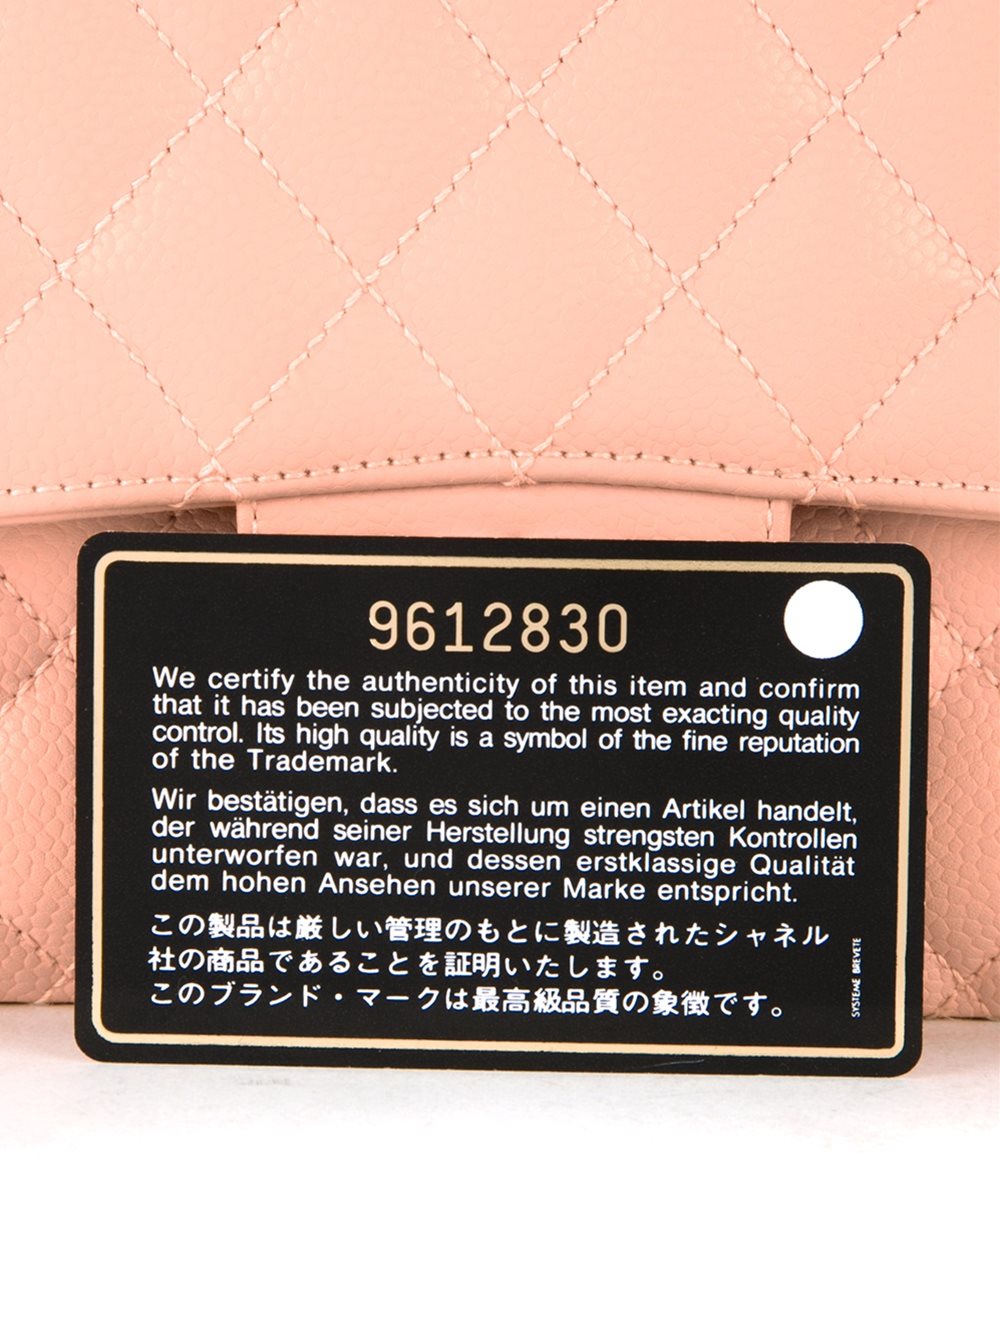 9612830
We certify the authenticity of this item and confirm
that it has been subjected to the most exacting quality
control. Its high quality is a symbol of the fine reputation
of the Trademark.
Wir bestätigen, dass es sich um einen Artikel handelt,
der während seiner Herstellung strengsten Kontrollen
unterworfen war, und dessen erstklassige Qualität
dem hohen Ansehen unserer Marke entspricht.
この製品は厳しい管理のもとに製造されたシャネル
社の商品であることを証明いたします。
このブランド・マークは最高級品質の象徴です。
SYSTEME BREVETE